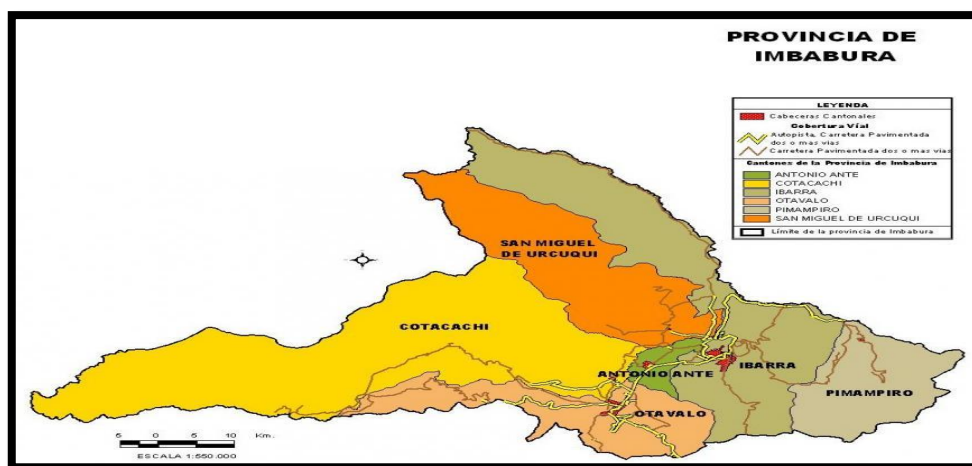 PROVINCIA DE
IMBABURA
LEYENDA
Cabeceras Cantonales
Cobertura Vial
Autopista, Carretera Pavimentada
dos o mas vias
Carretera Pavimentada dos o mas vias
Cantones de la Provincia de Imbabura
ANTONIO ANTE
COTACACHI
IBARRA
OTAVALO
PIMAMPIRO
SAN MIGUEL DE URCUQUI
Límite de la provincia de Imbabura
SAN MIGUEL
DE URCUQUI
COTACACHI
ANTONIO ANTE
IBARRA
PIMAMPIRO
OTAVALO
5 0 5 10 Km.
ESCALA 1:550.000